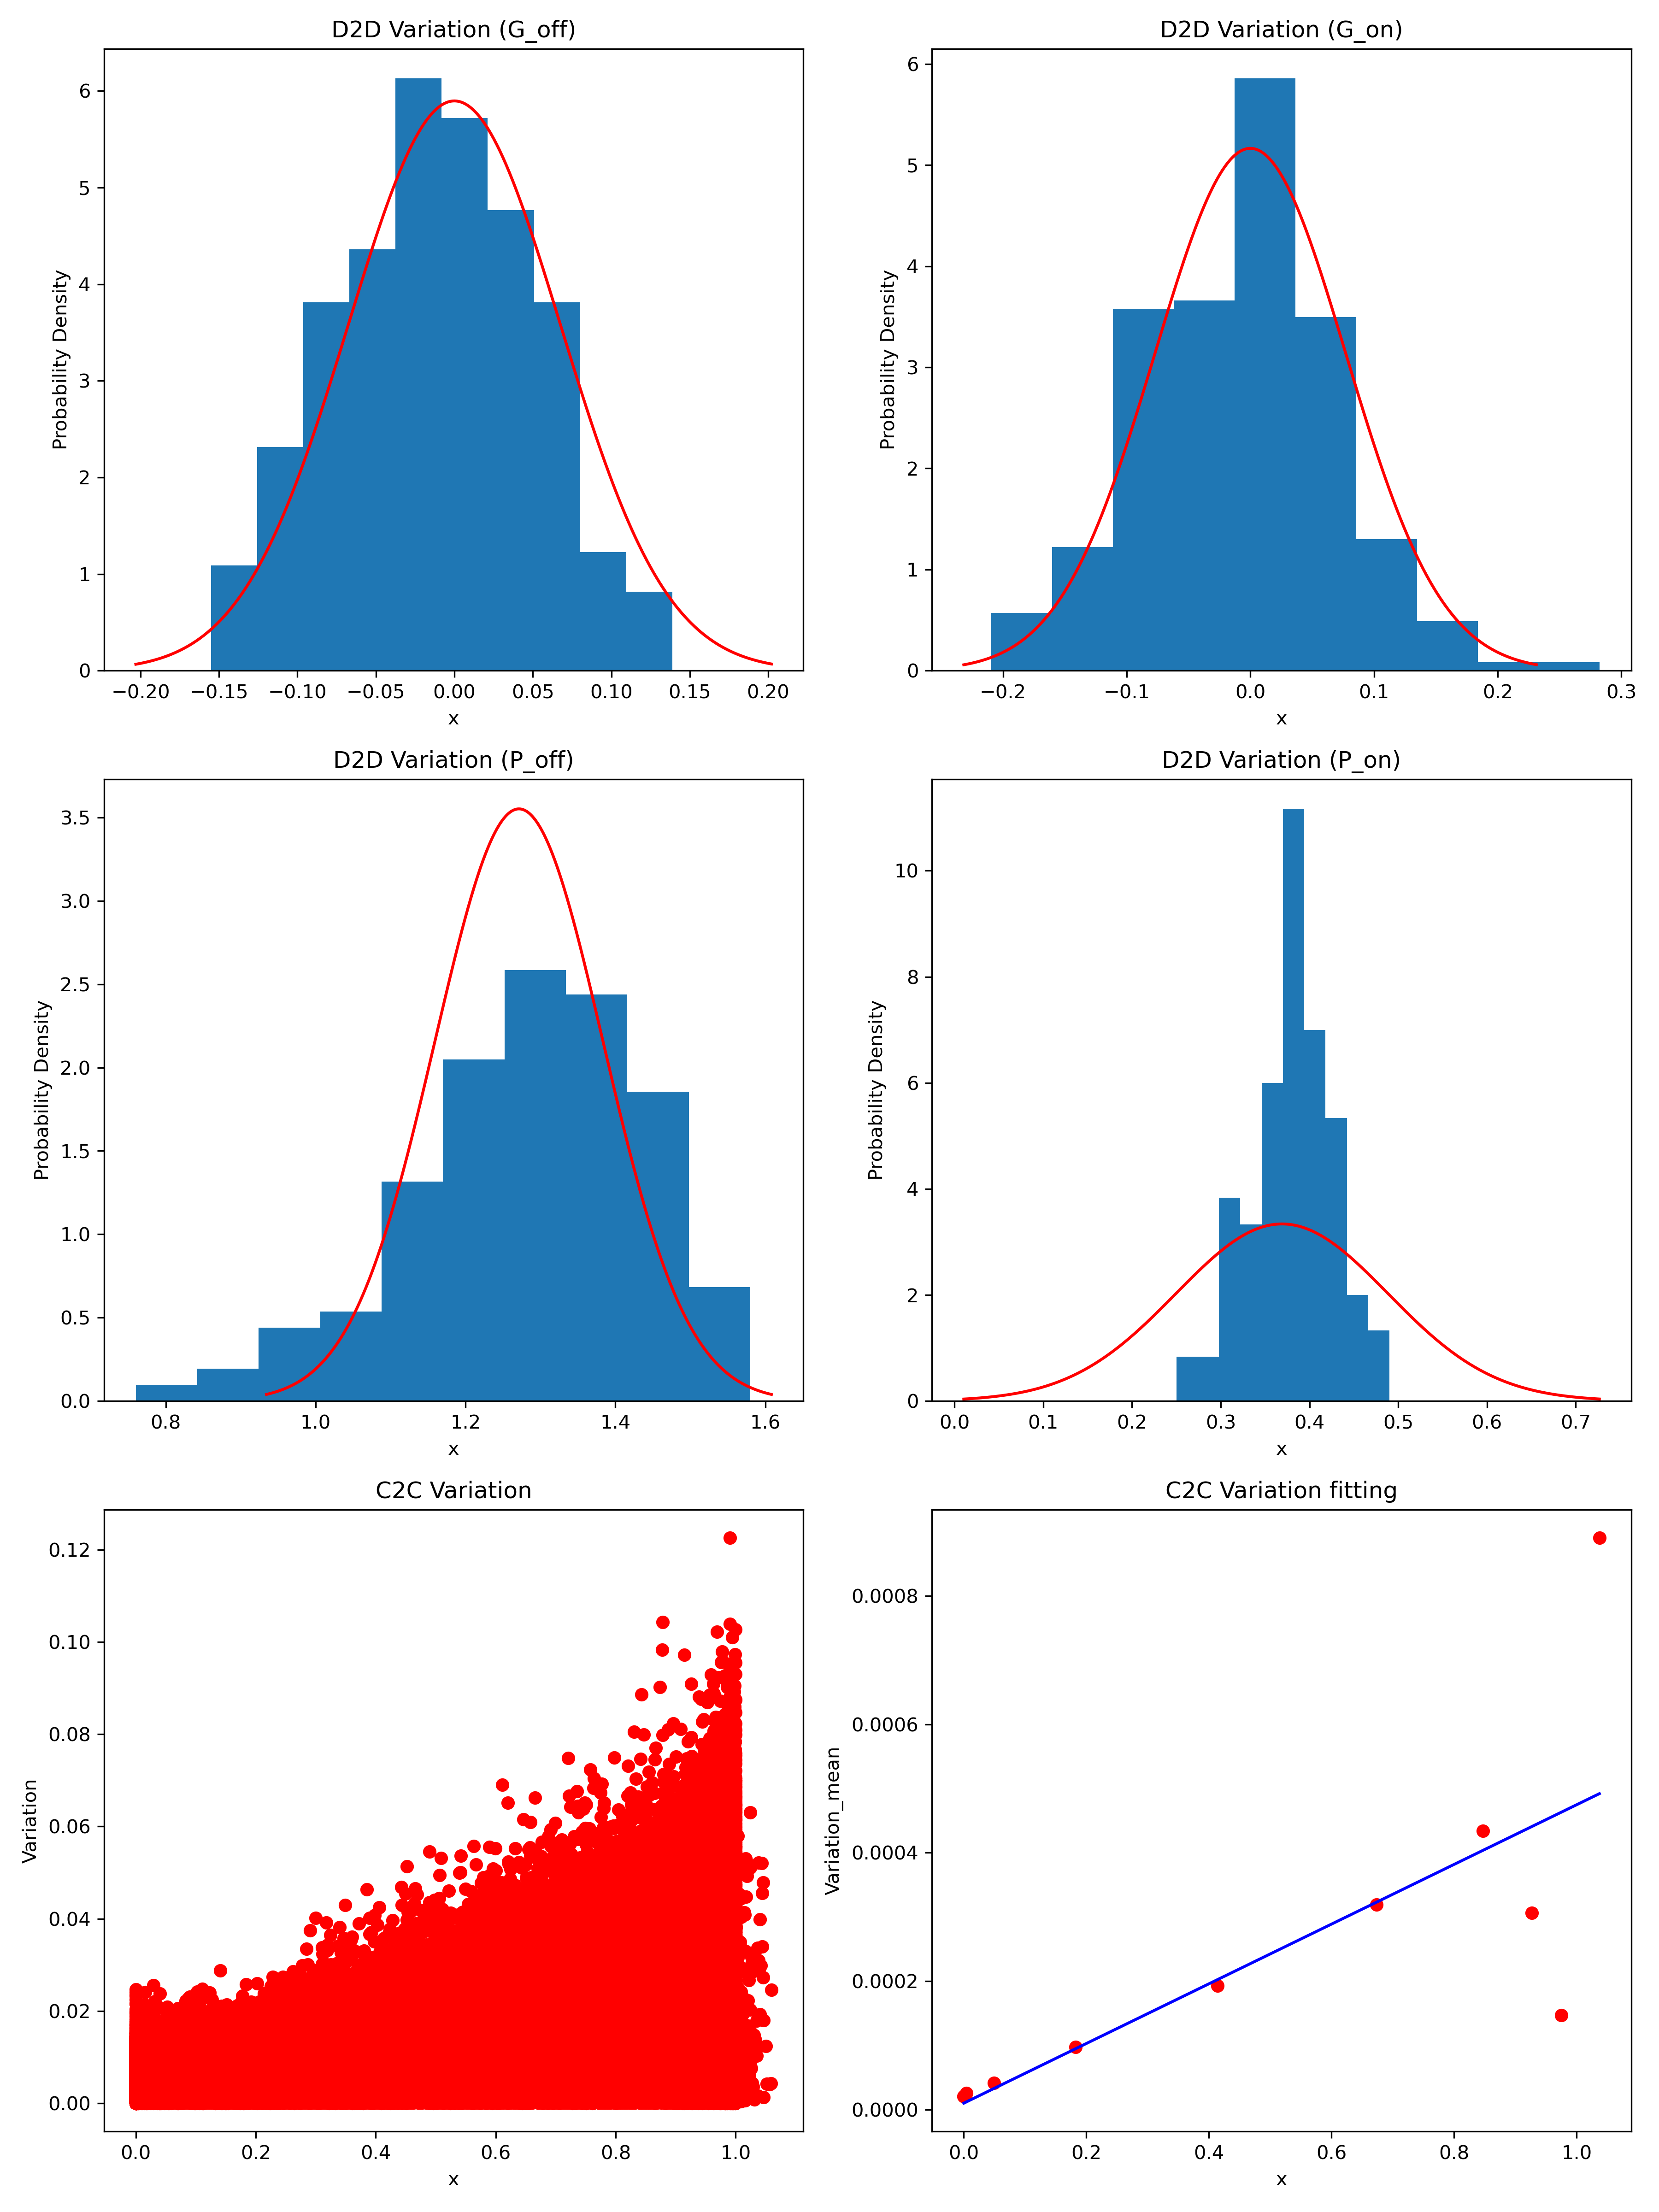 D2D Variation (G_off)
Probability Density
6
5
4
3
2
1
0
−0.20 −0.15 −0.10 −0.05 0.00 0.05 0.10 0.15 0.20
x
D2D Variation (G_on)
Probability Density
6
5
4
3
2
1
0
−0.2 −0.1 0.0 0.1 0.2 0.3
x
D2D Variation (P_off)
Probability Density
3.5
3.0
2.5
2.0
1.5
1.0
0.5
0.0
0.8 1.0 1.2 1.4 1.6
x
D2D Variation (P_on)
Probability Density
10
8
6
4
2
0
0.0 0.1 0.2 0.3 0.4 0.5 0.6 0.7
x
C2C Variation
Variation
0.12
0.10
0.08
0.06
0.04
0.02
0.00
0.0 0.2 0.4 0.6 0.8 1.0
x
C2C Variation fitting
Variation_mean
0.0008
0.0006
0.0004
0.0002
0.0000
0.0 0.2 0.4 0.6 0.8 1.0
x